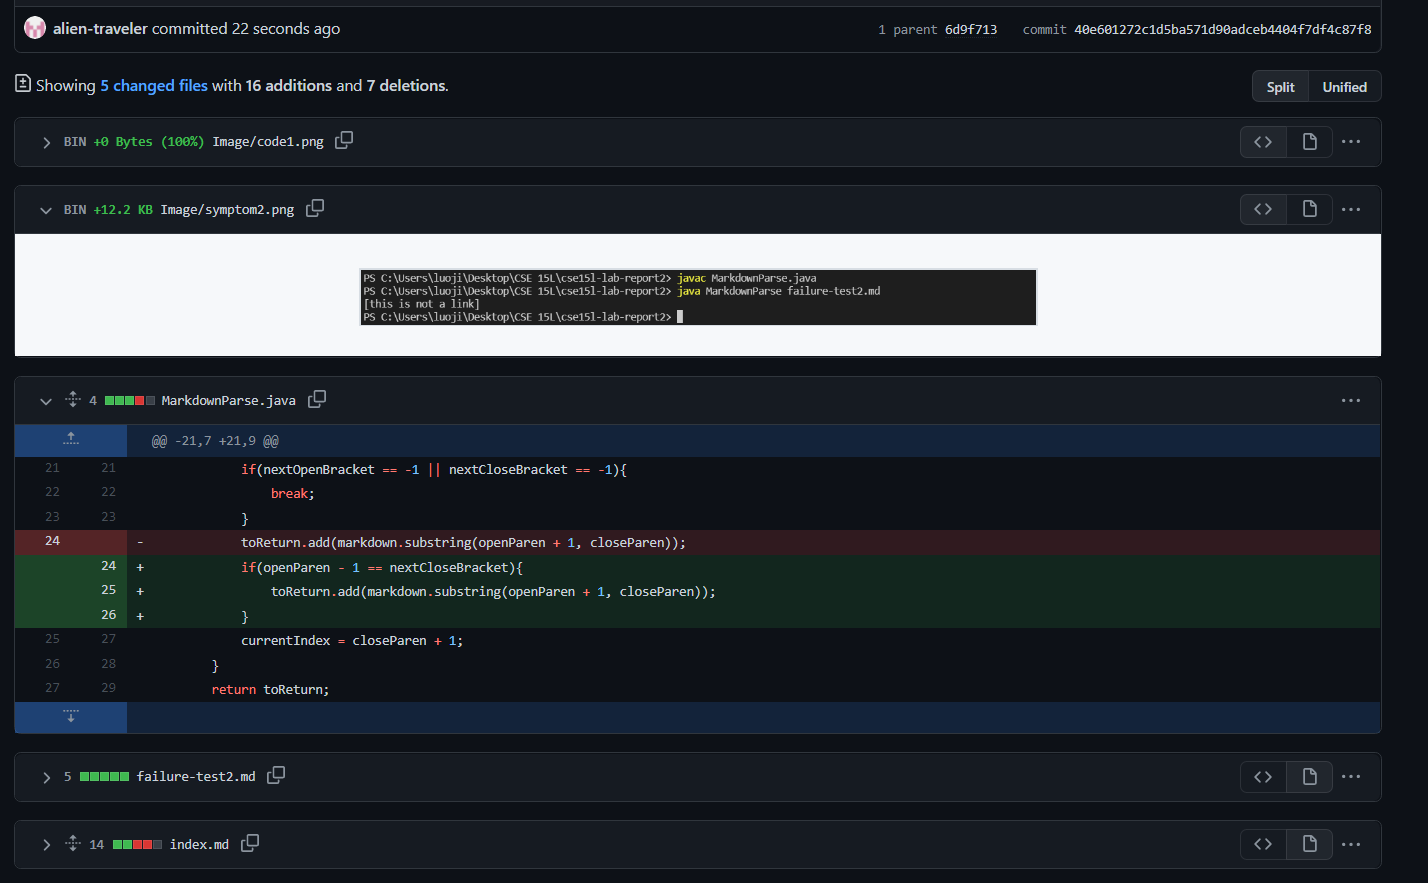 alien-traveler committed 22 seconds ago 1 parent 6d9f713 commit 40e601272c1d5ba571d90adceb4404f7df4c87f8
Showing 5 changed files with 16 additions and 7 deletions. Split Unified
BIN +0 Bytes (100%) Image/code1.png
BIN +12.2 KB Image/symptom2.png
PS C:\Users\luoji\Desktop\CSE 15L\cse15l-lab-report2> javac MarkdownParse.java
PS C:\Users\luoji\Desktop\CSE 15L\cse15l-lab-report2> java MarkdownParse failure-test2.md
[this is not a link]
PS C:\Users\luoji\Desktop\CSE 15L\cse15l-lab-report2>
4 MarkdownParse.java
@@ -21,7 +21,9 @@
21 21 if(nextOpenBracket == -1 || nextCloseBracket == -1){
22 22 break;
23 23 }
24 - toReturn.add(markdown.substring(openParen + 1, closeParen));
24 + if(openParen - 1 == nextCloseBracket){
25 + toReturn.add(markdown.substring(openParen + 1, closeParen));
26 + }
25 27 currentIndex = closeParen + 1;
26 28 }
27 29 return toReturn;
5 failure-test2.md
14 index.md